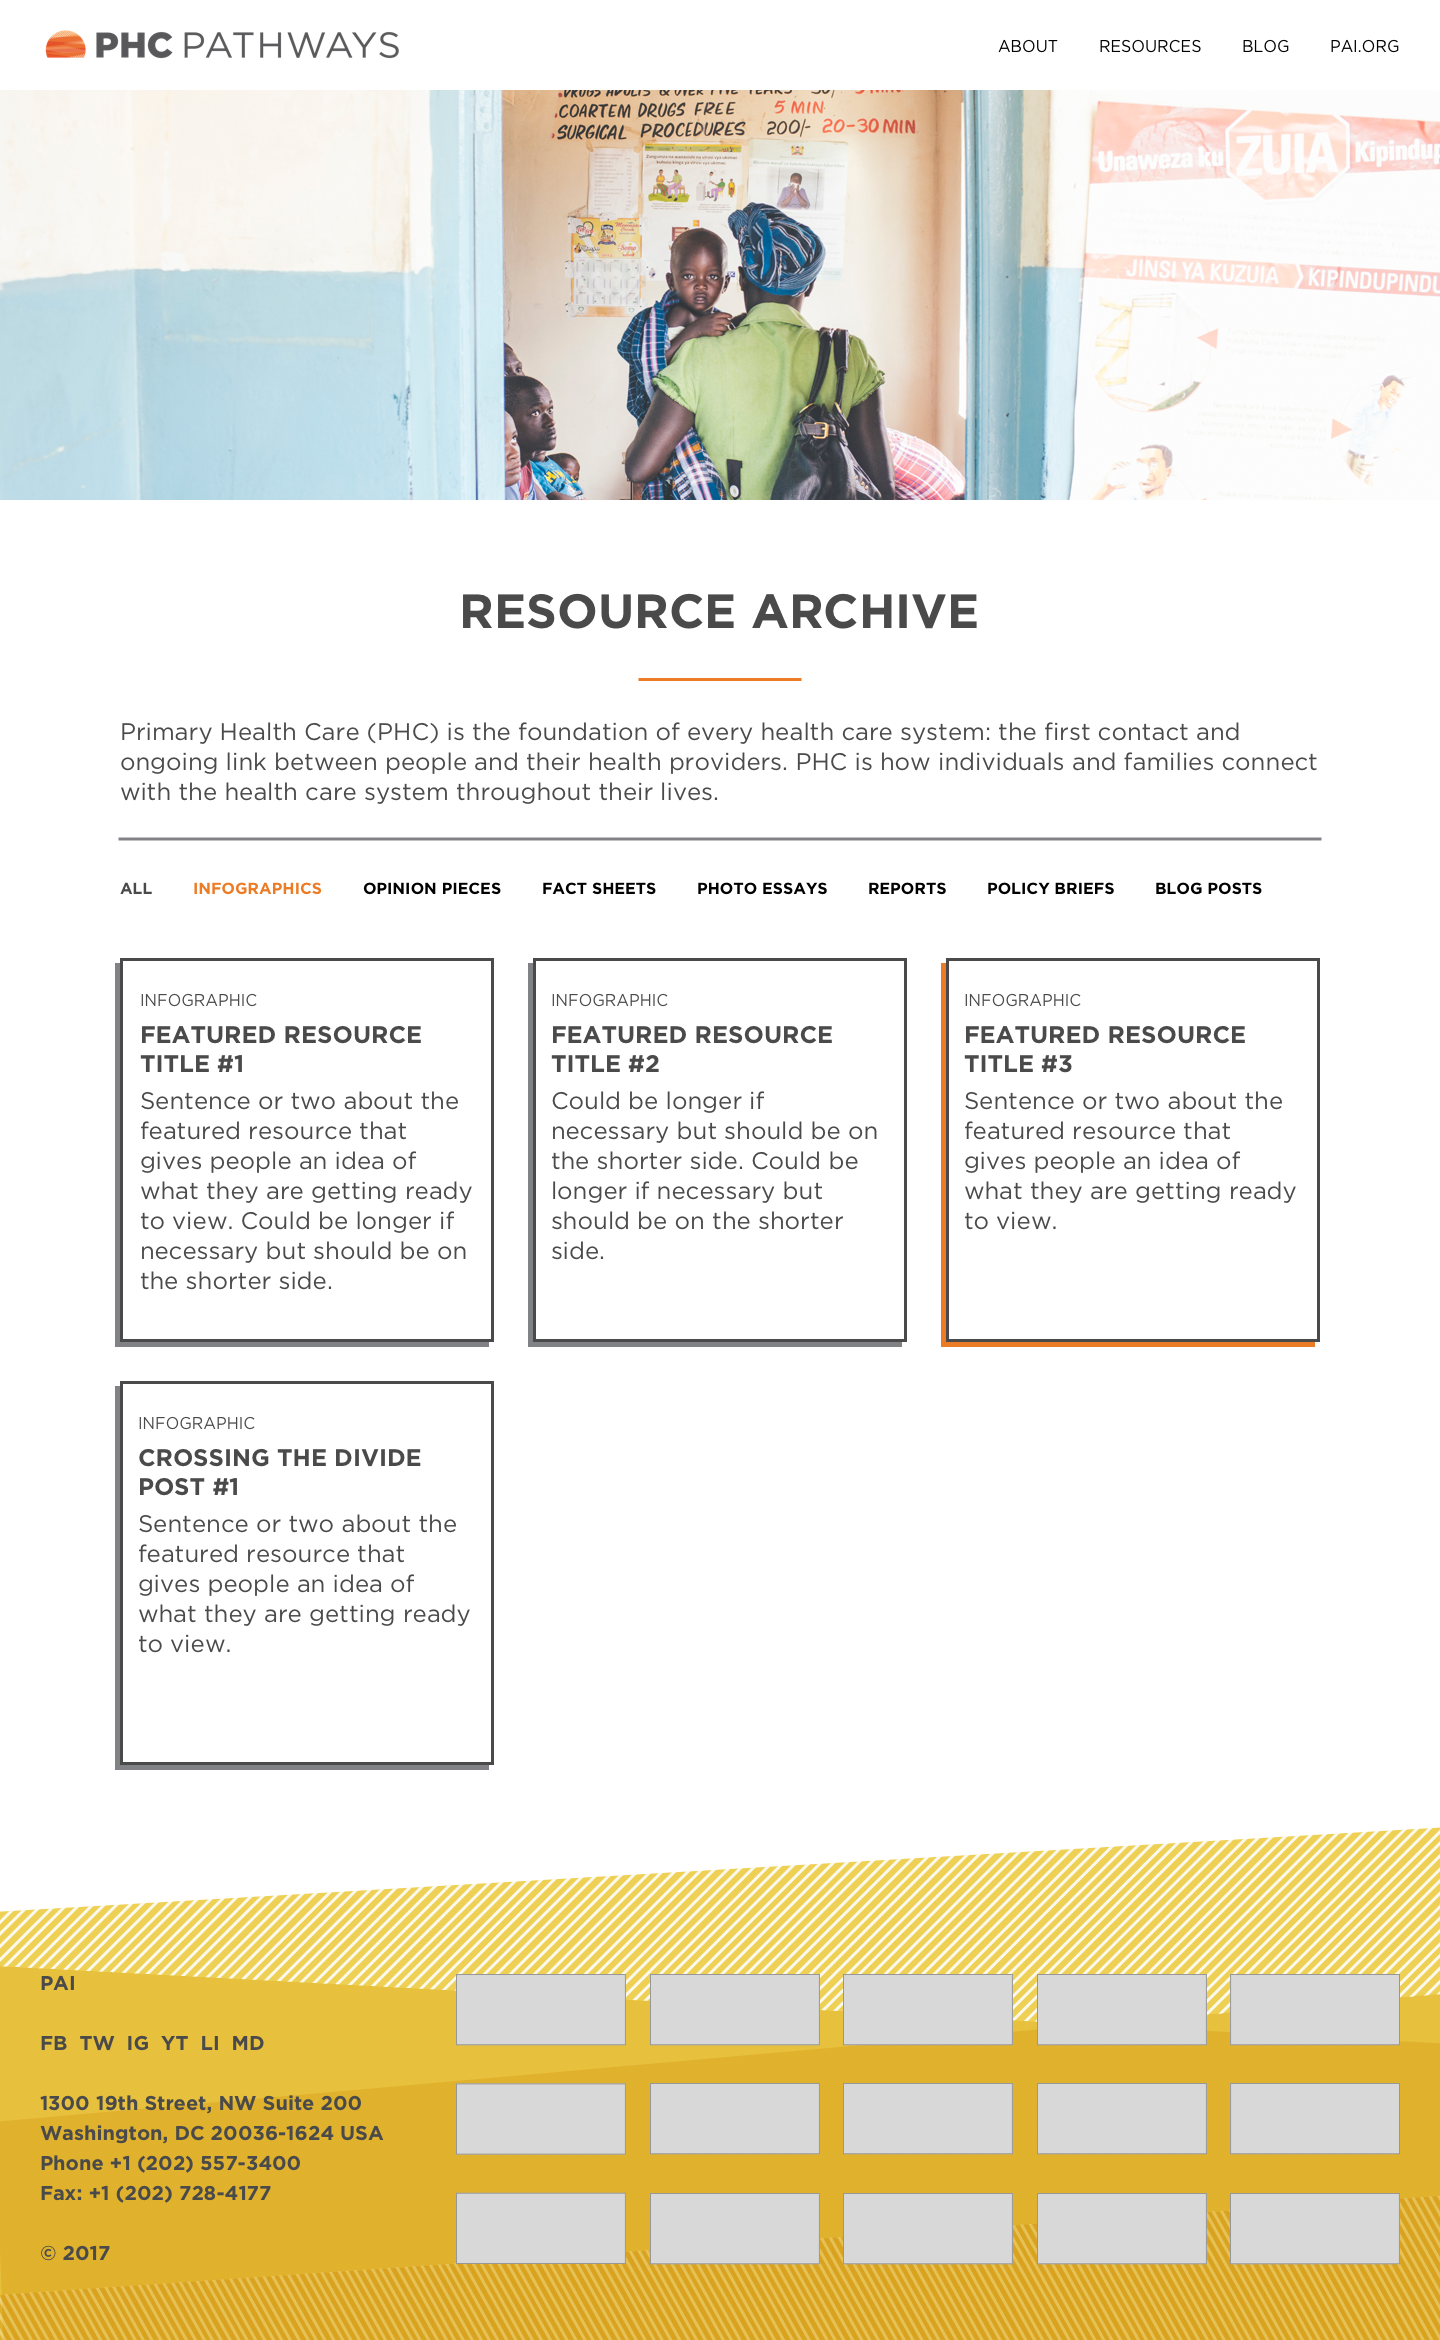 PHC PATHWAYS
ABOUT RESOURCES BLOG PAI.ORG
DRUGS ADULTS & OVER FIVE YEARS 50/- 5 MIN
COARTEM DRUGS FREE 5 MIN
SURGICAL PROCEDURES 200/- 20-30 MIN
Unaweza ku ZUIA Kipindup
JINSI YA KUZUIA KIPINDUPINDU
RESOURCE ARCHIVE
Primary Health Care (PHC) is the foundation of every health care system: the first contact and
ongoing link between people and their health providers. PHC is how individuals and families connect
with the health care system throughout their lives.
ALL INFOGRAPHICS OPINION PIECES FACT SHEETS PHOTO ESSAYS REPORTS POLICY BRIEFS BLOG POSTS
INFOGRAPHIC
FEATURED RESOURCE
TITLE #1
Sentence or two about the
featured resource that
gives people an idea of
what they are getting ready
to view. Could be longer if
necessary but should be on
the shorter side.
INFOGRAPHIC
FEATURED RESOURCE
TITLE #2
Could be longer if
necessary but should be on
the shorter side. Could be
longer if necessary but
should be on the shorter
side.
INFOGRAPHIC
FEATURED RESOURCE
TITLE #3
Sentence or two about the
featured resource that
gives people an idea of
what they are getting ready
to view.
INFOGRAPHIC
CROSSING THE DIVIDE
POST #1
Sentence or two about the
featured resource that
gives people an idea of
what they are getting ready
to view.
PAI
FB TW IG YT LI MD
1300 19th Street, NW Suite 200
Washington, DC 20036-1624 USA
Phone +1 (202) 557-3400
Fax: +1 (202) 728-4177
© 2017